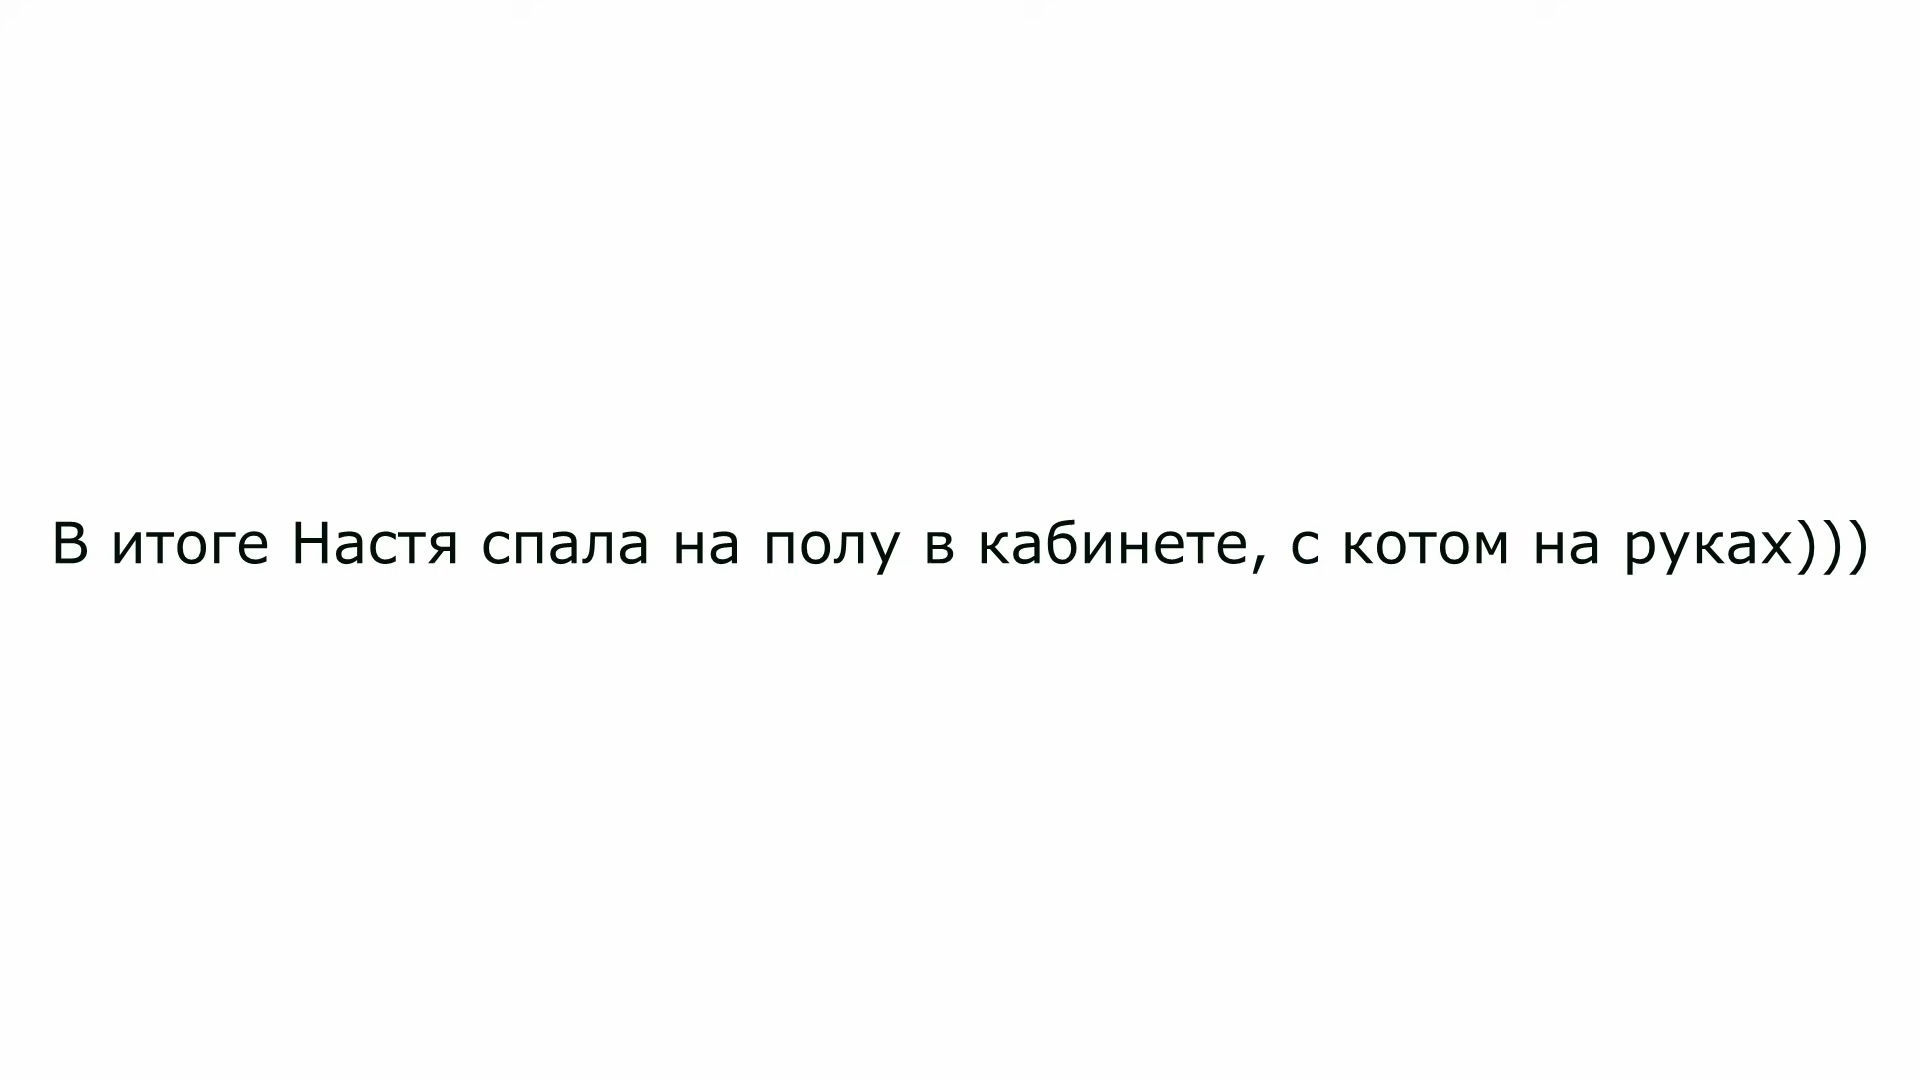 В итоге Настя спала на полу в кабинете, с котом на руках)))